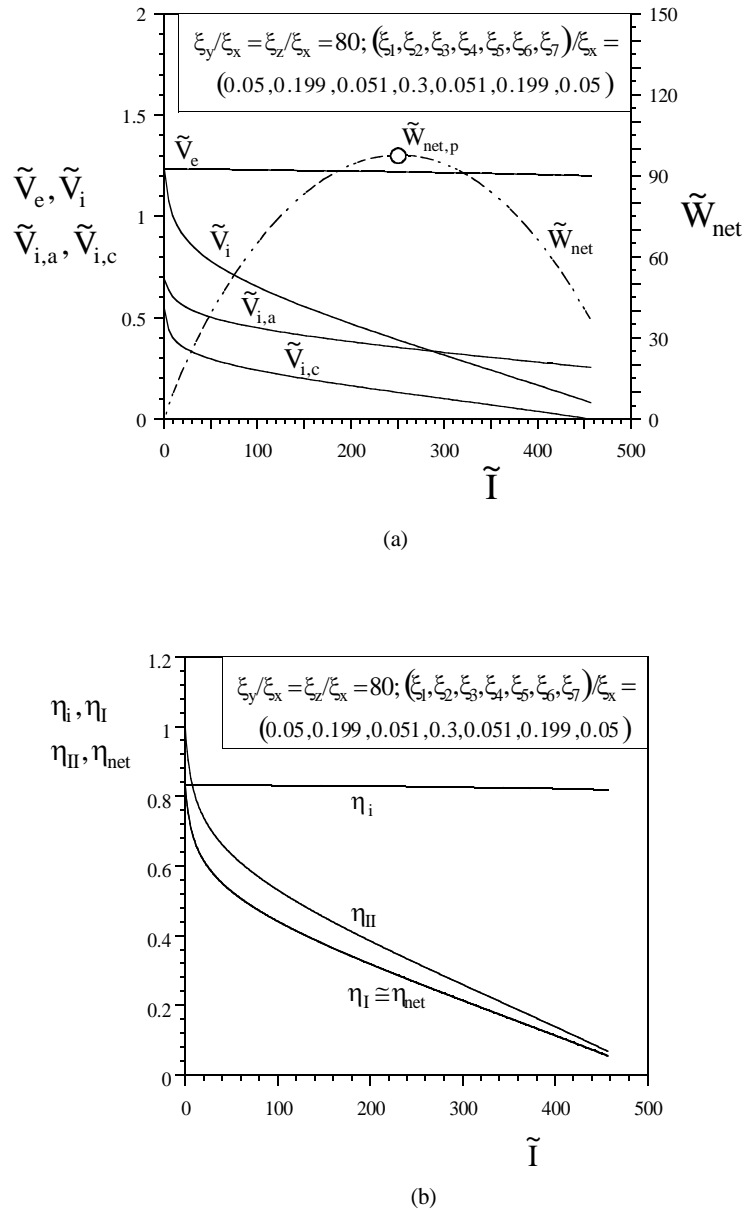 2
1.5
1
0.5
0
150
120
90
60
30
0
0 100 200 300 400 500
ξy/ξx = ξz/ξx = 80; (ξ1, ξ2, ξ3, ξ4, ξ5, ξ6, ξ7)/ξx =
(0.05, 0.199, 0.051, 0.3, 0.051, 0.199, 0.05)
Ṽe, Ṽi
Ṽi,a, Ṽi,c
W̃net
Ṽe
W̃net,p
Ṽi
W̃net
Ṽi,a
Ṽi,c
Ĩ
(a)
1.2
1
0.8
0.6
0.4
0.2
0
0 100 200 300 400 500
ξy/ξx = ξz/ξx = 80; (ξ1, ξ2, ξ3, ξ4, ξ5, ξ6, ξ7)/ξx =
(0.05, 0.199, 0.051, 0.3, 0.051, 0.199, 0.05)
ηi, ηI
ηII, ηnet
ηi
ηII
ηI ≅ ηnet
Ĩ
(b)